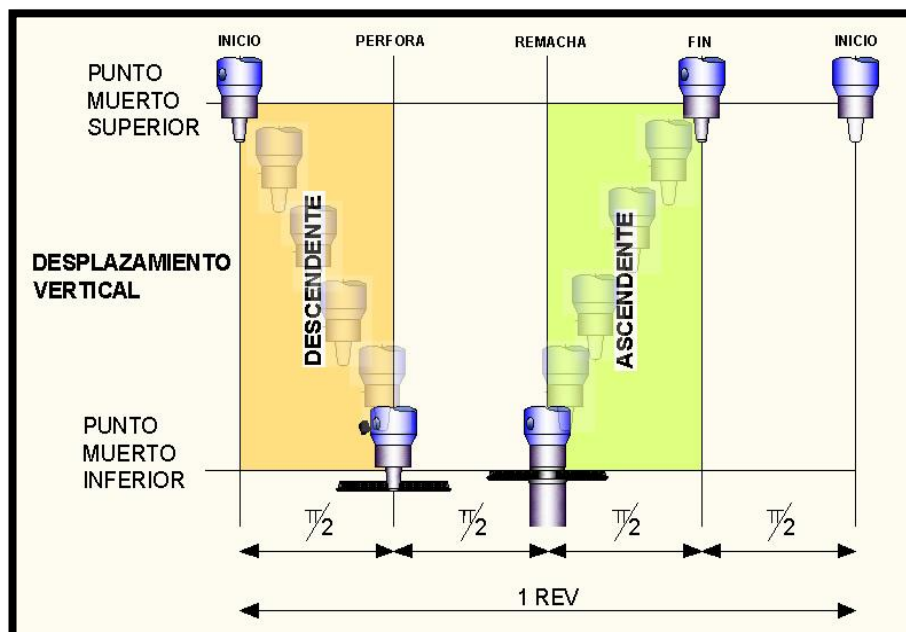 INICIO
PERFORA
REMACHA
FIN
INICIO
PUNTO
MUERTO
SUPERIOR
DESCENDENTE
ASCENDENTE
DESPLAZAMIENTO
VERTICAL
PUNTO
MUERTO
INFERIOR
π/2
π/2
π/2
π/2
1 REV